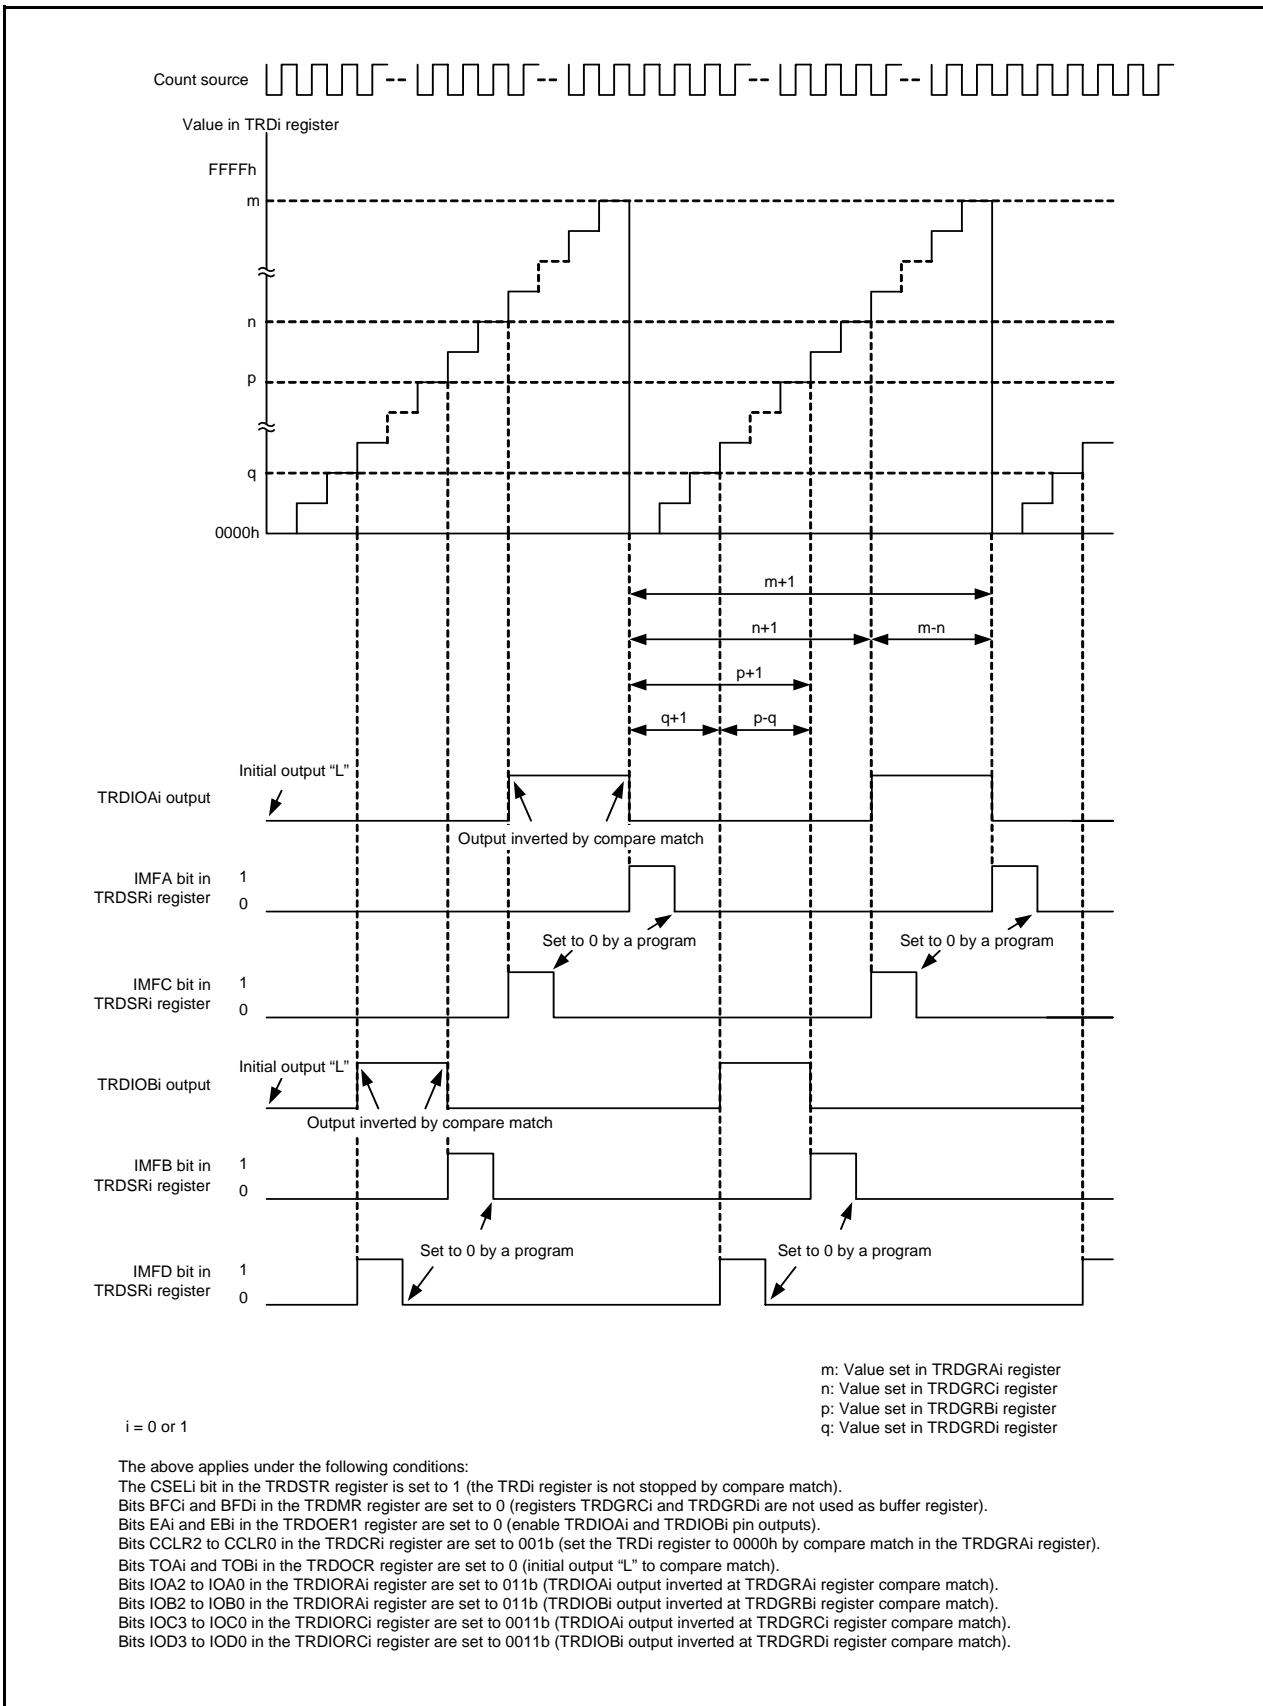 Count source
Value in TRDi register
FFFFh
m
n
p
q
0000h
m+1
n+1
m-n
p+1
q+1
p-q
Initial output “L”
TRDIOAi output
Output inverted by compare match
IMFA bit in
TRDSRi register
1
0
Set to 0 by a program
Set to 0 by a program
IMFC bit in
TRDSRi register
1
0
Initial output “L”
TRDIOBi output
Output inverted by compare match
IMFB bit in
TRDSRi register
1
0
Set to 0 by a program
Set to 0 by a program
IMFD bit in
TRDSRi register
1
0
m: Value set in TRDGRAi register
n: Value set in TRDGRCi register
p: Value set in TRDGRBi register
q: Value set in TRDGRDi register
i = 0 or 1
The above applies under the following conditions:
The CSELi bit in the TRDSTR register is set to 1 (the TRDi register is not stopped by compare match).
Bits BFCi and BFDi in the TRDMR register are set to 0 (registers TRDGRCi and TRDGRDi are not used as buffer register).
Bits EAi and EBi in the TRDOER1 register are set to 0 (enable TRDIOAi and TRDIOBi pin outputs).
Bits CCLR2 to CCLR0 in the TRDCRi register are set to 001b (set the TRDi register to 0000h by compare match in the TRDGRAi register).
Bits TOAi and TOBi in the TRDOCR register are set to 0 (initial output “L” to compare match).
Bits IOA2 to IOA0 in the TRDIORAi register are set to 011b (TRDIOAi output inverted at TRDGRAi register compare match).
Bits IOB2 to IOB0 in the TRDIORAi register are set to 011b (TRDIOBi output inverted at TRDGRBi register compare match).
Bits IOC3 to IOC0 in the TRDIORCi register are set to 0011b (TRDIOAi output inverted at TRDGRCi register compare match).
Bits IOD3 to IOD0 in the TRDIORCi register are set to 0011b (TRDIOBi output inverted at TRDGRDi register compare match).